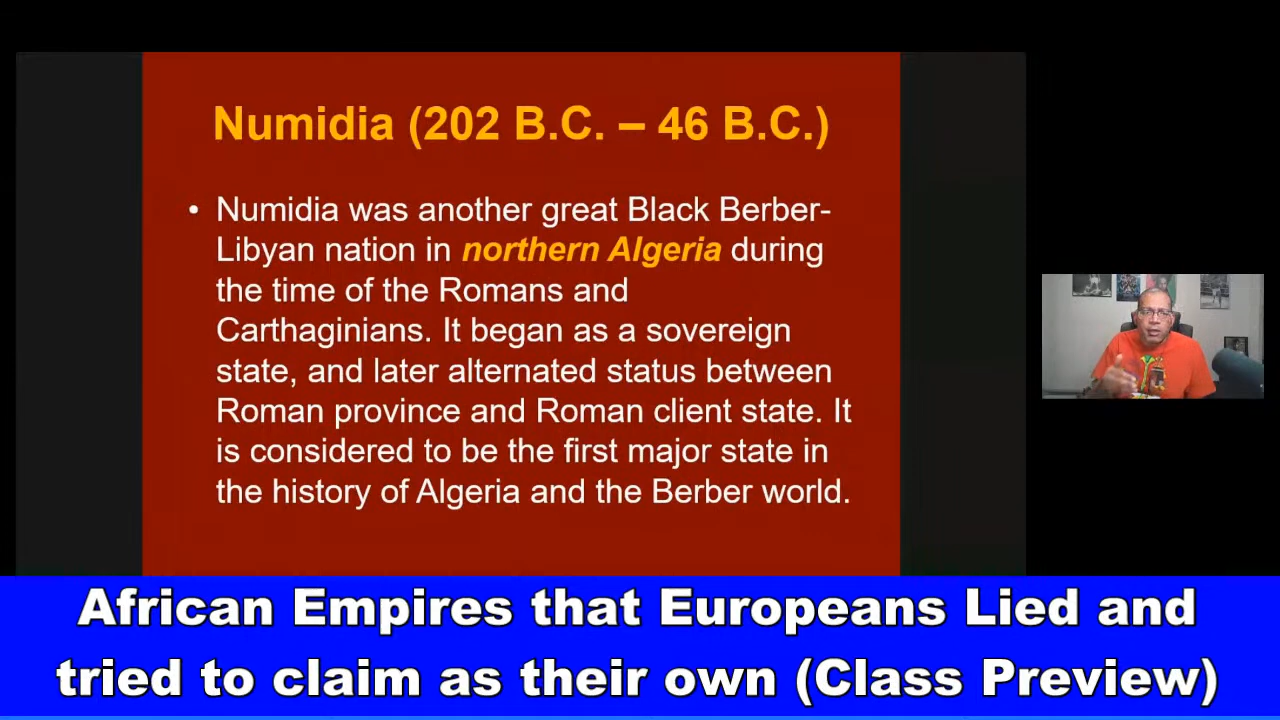 Numidia (202 B.C. – 46 B.C.)
• Numidia was another great Black Berber-
Libyan nation in northern Algeria during
the time of the Romans and
Carthaginians. It began as a sovereign
state, and later alternated status between
Roman province and Roman client state. It
is considered to be the first major state in
the history of Algeria and the Berber world.
African Empires that Europeans Lied and
tried to claim as their own (Class Preview)